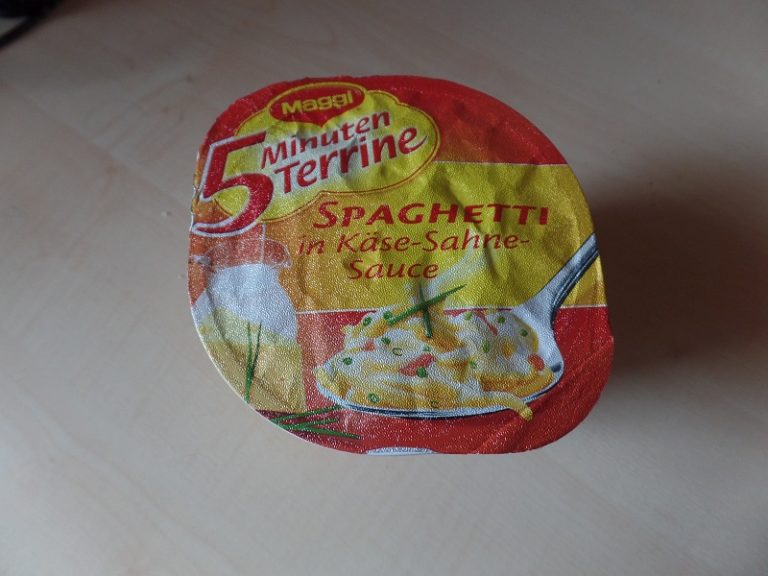 Maggi
5 Minuten
Terrine
SPAGHETTI
in Käse-Sahne-
Sauce